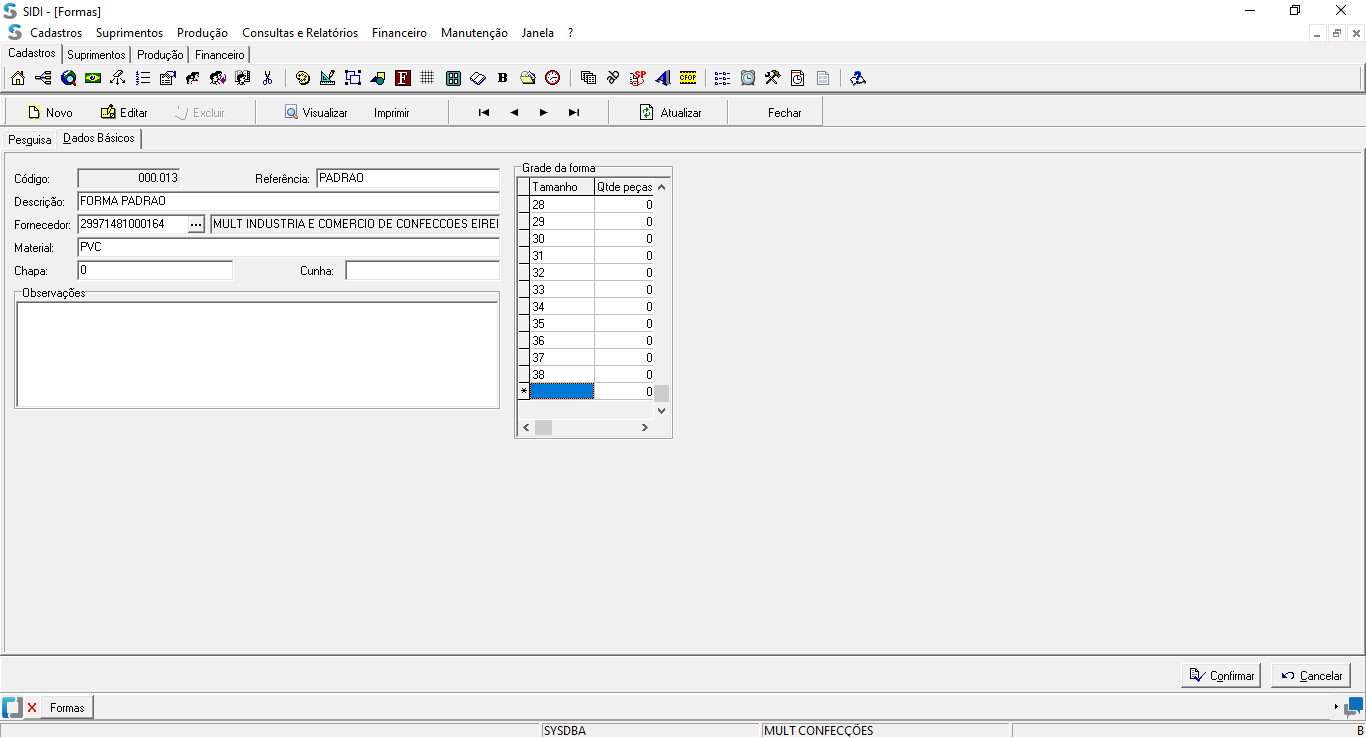 SIDI - [Formas]
Cadastros Suprimentos Produção Consultas e Relatórios Financeiro Manutenção Janela ?
Cadastros Suprimentos Produção Financeiro
F B SP CFOP
Novo Editar Excluir Visualizar Imprimir Atualizar Fechar
Pesquisa Dados Básicos
Código: 000.013 Referência: PADRAO
Descrição: FORMA PADRAO
Fornecedor: 29971481000164 ... MULT INDUSTRIA E COMERCIO DE CONFECCOES EIREI
Material: PVC
Chapa: 0 Cunha:
Observações
Grade da forma
Tamanho Qtde peças
28 0
29 0
30 0
31 0
32 0
33 0
34 0
35 0
36 0
37 0
38 0
* 0
Confirmar Cancelar
Formas
SYSDBA MULT CONFECÇÕES B